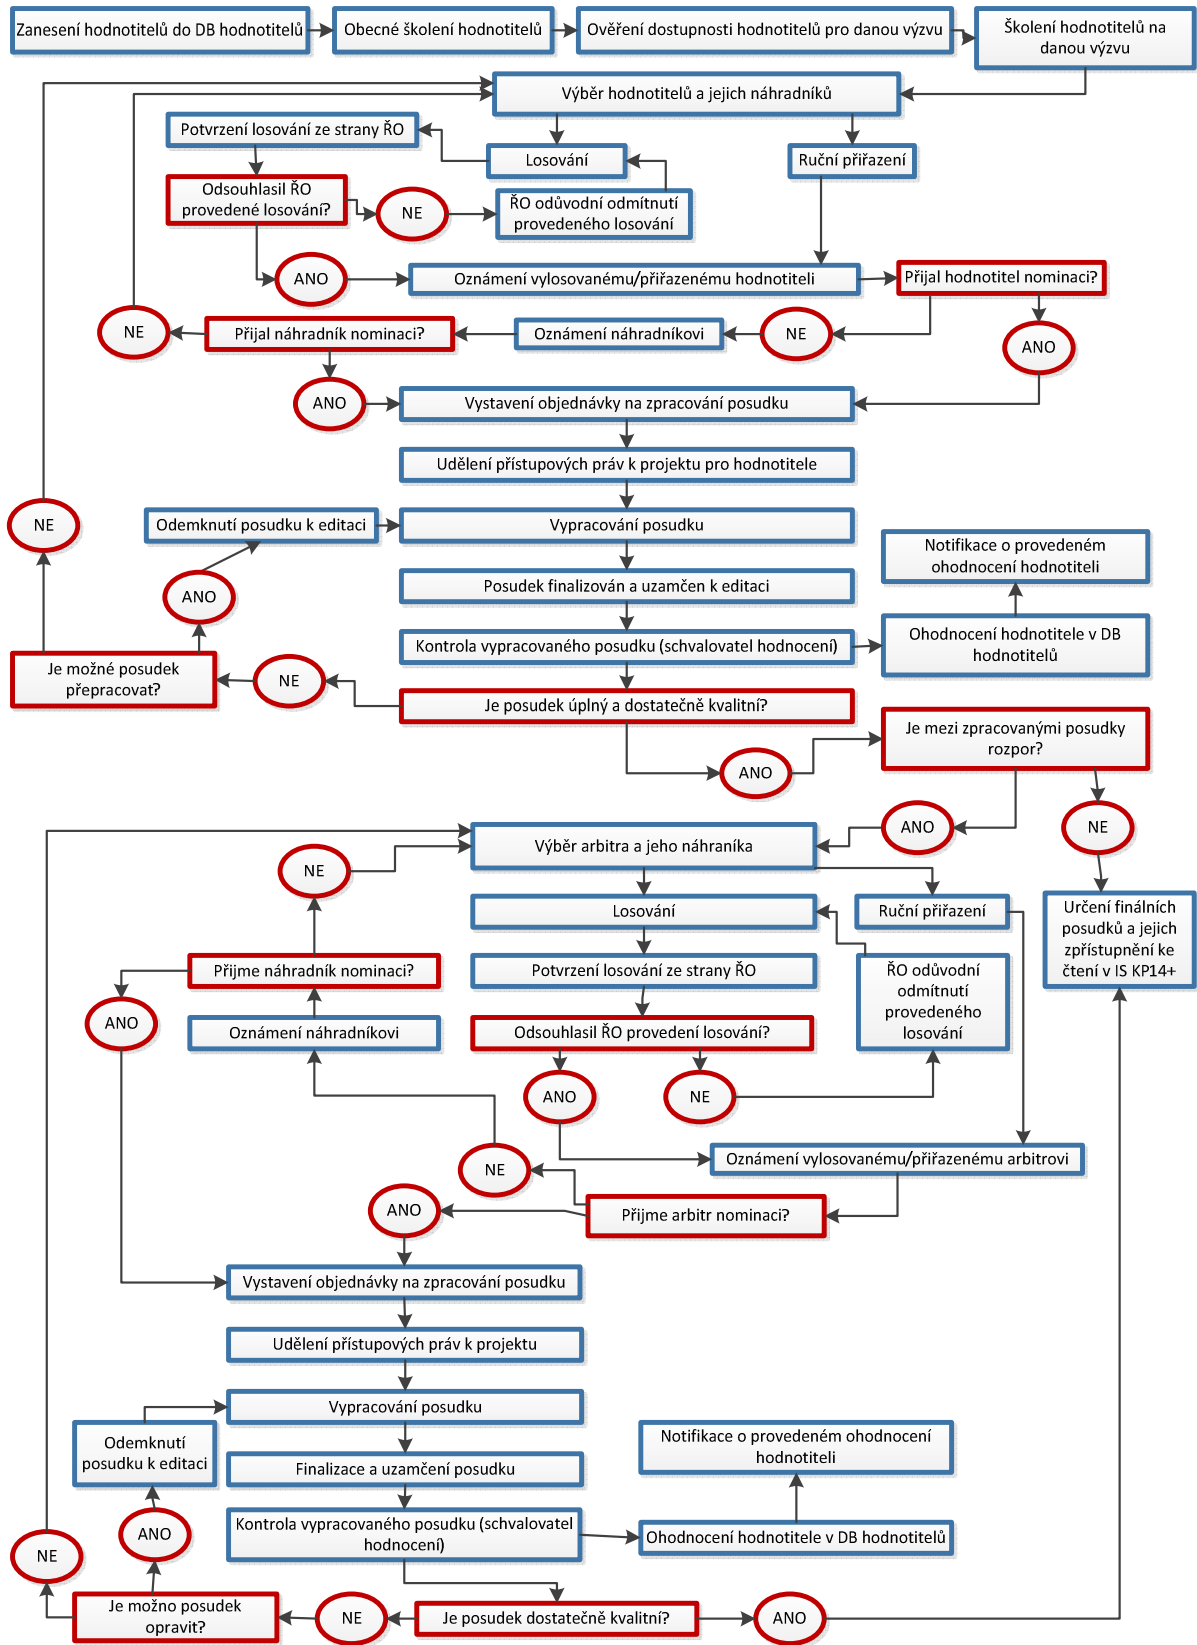 Zanesení hodnotitelů do DB hodnotitelů
Obecné školení hodnotitelů
Ověření dostupnosti hodnotitelů pro danou výzvu
Školení hodnotitelů na
danou výzvu
Výběr hodnotitelů a jejich náhradníků
Potvrzení losování ze strany ŘO
Losování
Ruční přiřazení
Odsouhlasil ŘO
provedené losování?
NE
ŘO odůvodní odmítnutí
provedeného losování
ANO
Oznámení vylosovanému/přiřazenému hodnotiteli
Přijal hodnotitel nominaci?
NE
Přijal náhradník nominaci?
Oznámení náhradníkovi
NE
ANO
ANO
Vystavení objednávky na zpracování posudku
Udělení přístupových práv k projektu pro hodnotitele
NE
Odemknutí posudku k editaci
Vypracování posudku
Notifikace o provedeném
ohodnocení hodnotiteli
ANO
Posudek finalizován a uzamčen k editaci
Kontrola vypracovaného posudku (schvalovatel hodnocení)
Ohodnocení hodnotitele v DB
hodnotitelů
Je možné posudek
přepracovat?
NE
Je posudek úplný a dostatečně kvalitní?
Je mezi zpracovanými posudky
rozpor?
ANO
ANO
NE
Výběr arbitra a jeho náhraníka
NE
Losování
Ruční přiřazení
Určení finálních
posudků a jejich
zpřístupnění ke
čtení v IS KP14+
Přijme náhradník nominaci?
Potvrzení losování ze strany ŘO
ŘO odůvodní
odmítnutí
provedeného
losování
ANO
Oznámení náhradníkovi
Odsouhlasil ŘO provedení losování?
ANO
NE
NE
Oznámení vylosovanému/přiřazenému arbitrovi
ANO
Přijme arbitr nominaci?
Vystavení objednávky na zpracování posudku
Udělení přístupových práv k projektu
Vypracování posudku
Odemknutí
posudku k editaci
Notifikace o provedeném ohodnocení
hodnotiteli
Finalizace a uzamčení posudku
ANO
Kontrola vypracovaného posudku (schvalovatel
hodnocení)
Ohodnocení hodnotitele v DB hodnotitelů
NE
Je možno posudek
opravit?
NE
Je posudek dostatečně kvalitní?
ANO